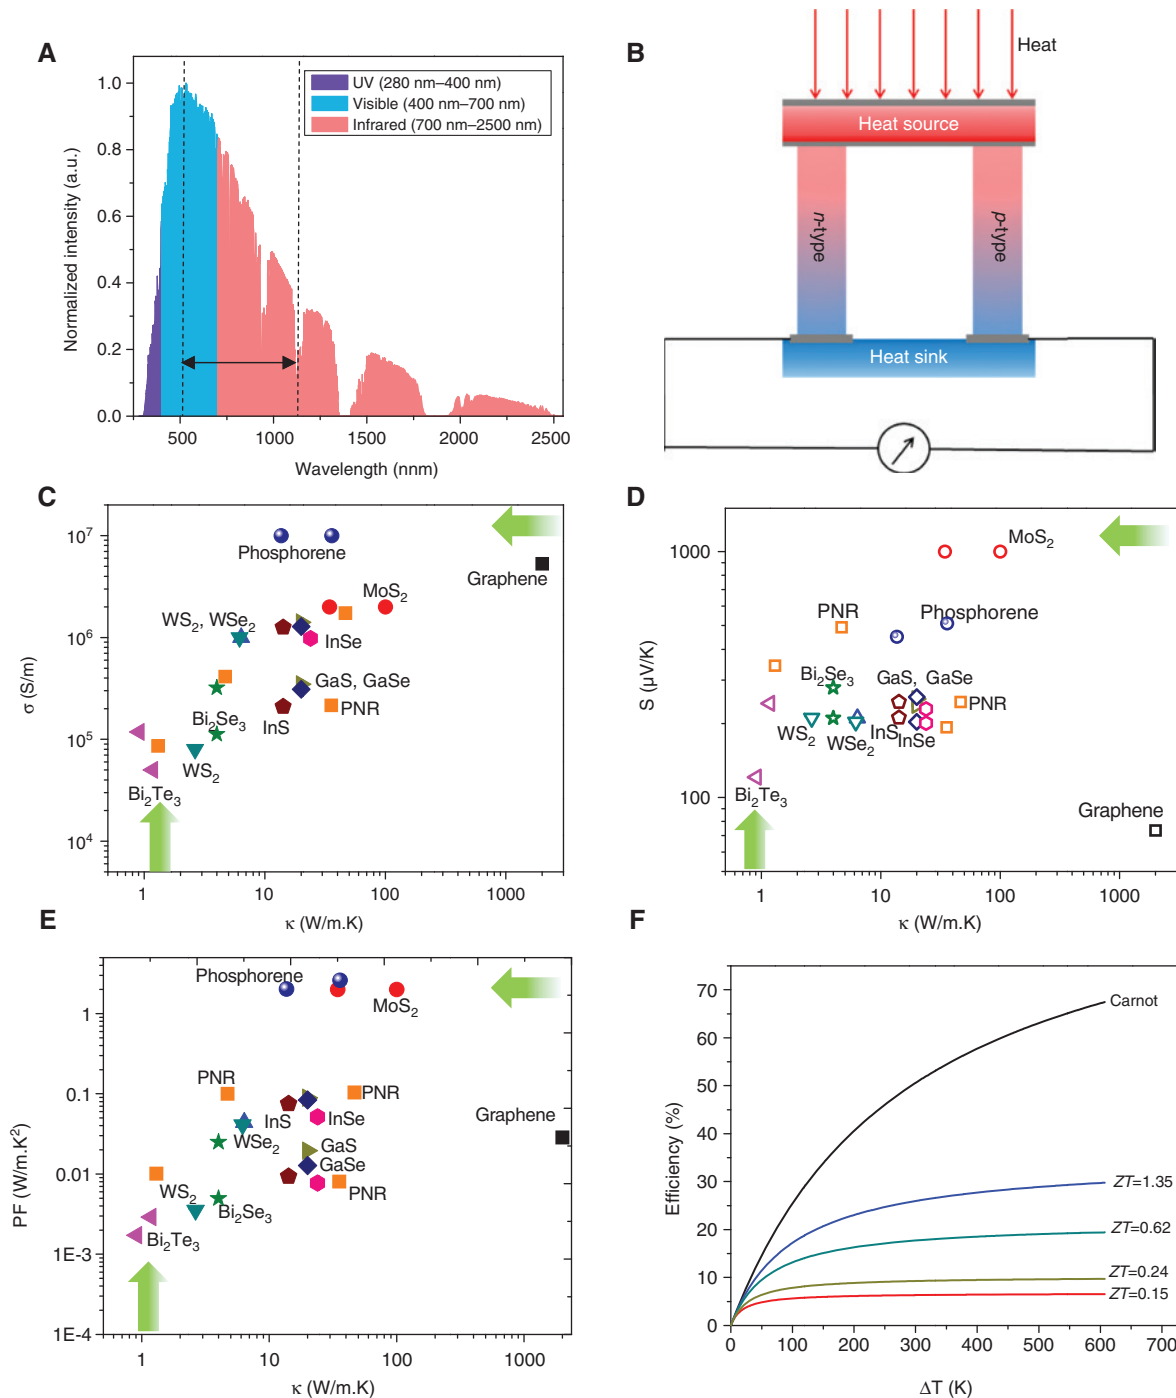 A
1.0
0.8
0.6
0.4
0.2
0.0
Normalized intensity (a.u.)
UV (280 nm–400 nm)
Visible (400 nm–700 nm)
Infrared (700 nm–2500 nm)
500
1000
1500
2000
2500
Wavelength (nnm)
B
Heat
Heat source
n-type
p-type
Heat sink
C
10⁷
10⁶
10⁵
10⁴
σ (S/m)
Phosphorene
Graphene
MoS₂
WS₂, WSe₂
InSe
GaS, GaSe
Bi₂Se₃
InS
PNR
WS₂
Bi₂Te₃
1
10
100
1000
κ (W/m.K)
D
1000
100
S (μV/K)
MoS₂
PNR
Phosphorene
Bi₂Se₃
GaS, GaSe
PNR
WS₂
WSe₂
InS
InSe
Bi₂Te₃
Graphene
1
10
100
1000
κ (W/m.K)
E
1
0.1
0.01
1E-3
1E-4
PF (W/m.K²)
Phosphorene
MoS₂
PNR
PNR
InS
InSe
Graphene
WSe₂
GaS
GaSe
WS₂
PNR
Bi₂Se₃
Bi₂Te₃
1
10
100
1000
κ (W/m.K)
F
70
60
50
40
30
20
10
0
Efficiency (%)
Carnot
ZT=1.35
ZT=0.62
ZT=0.24
ZT=0.15
0
100
200
300
400
500
600
700
ΔT (K)